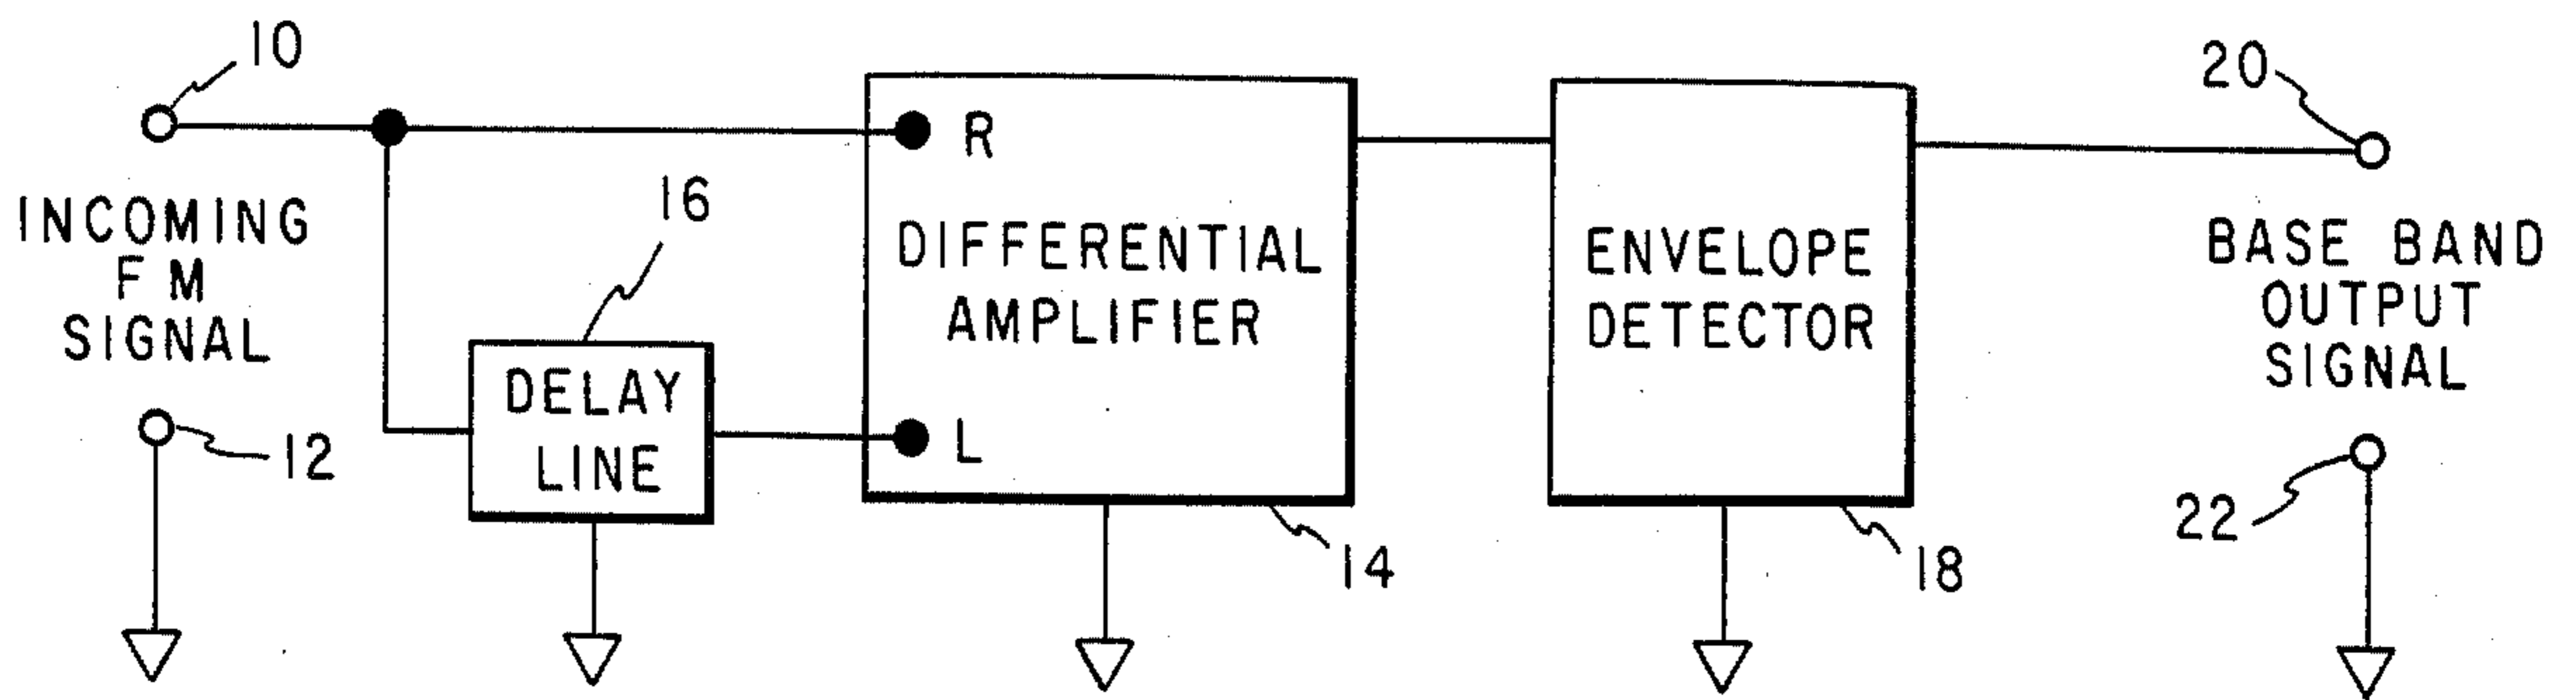 10
INCOMING
FM
SIGNAL
12
16
DELAY
LINE
R
DIFFERENTIAL
AMPLIFIER
L
14
ENVELOPE
DETECTOR
18
20
BASE BAND
OUTPUT
SIGNAL
22